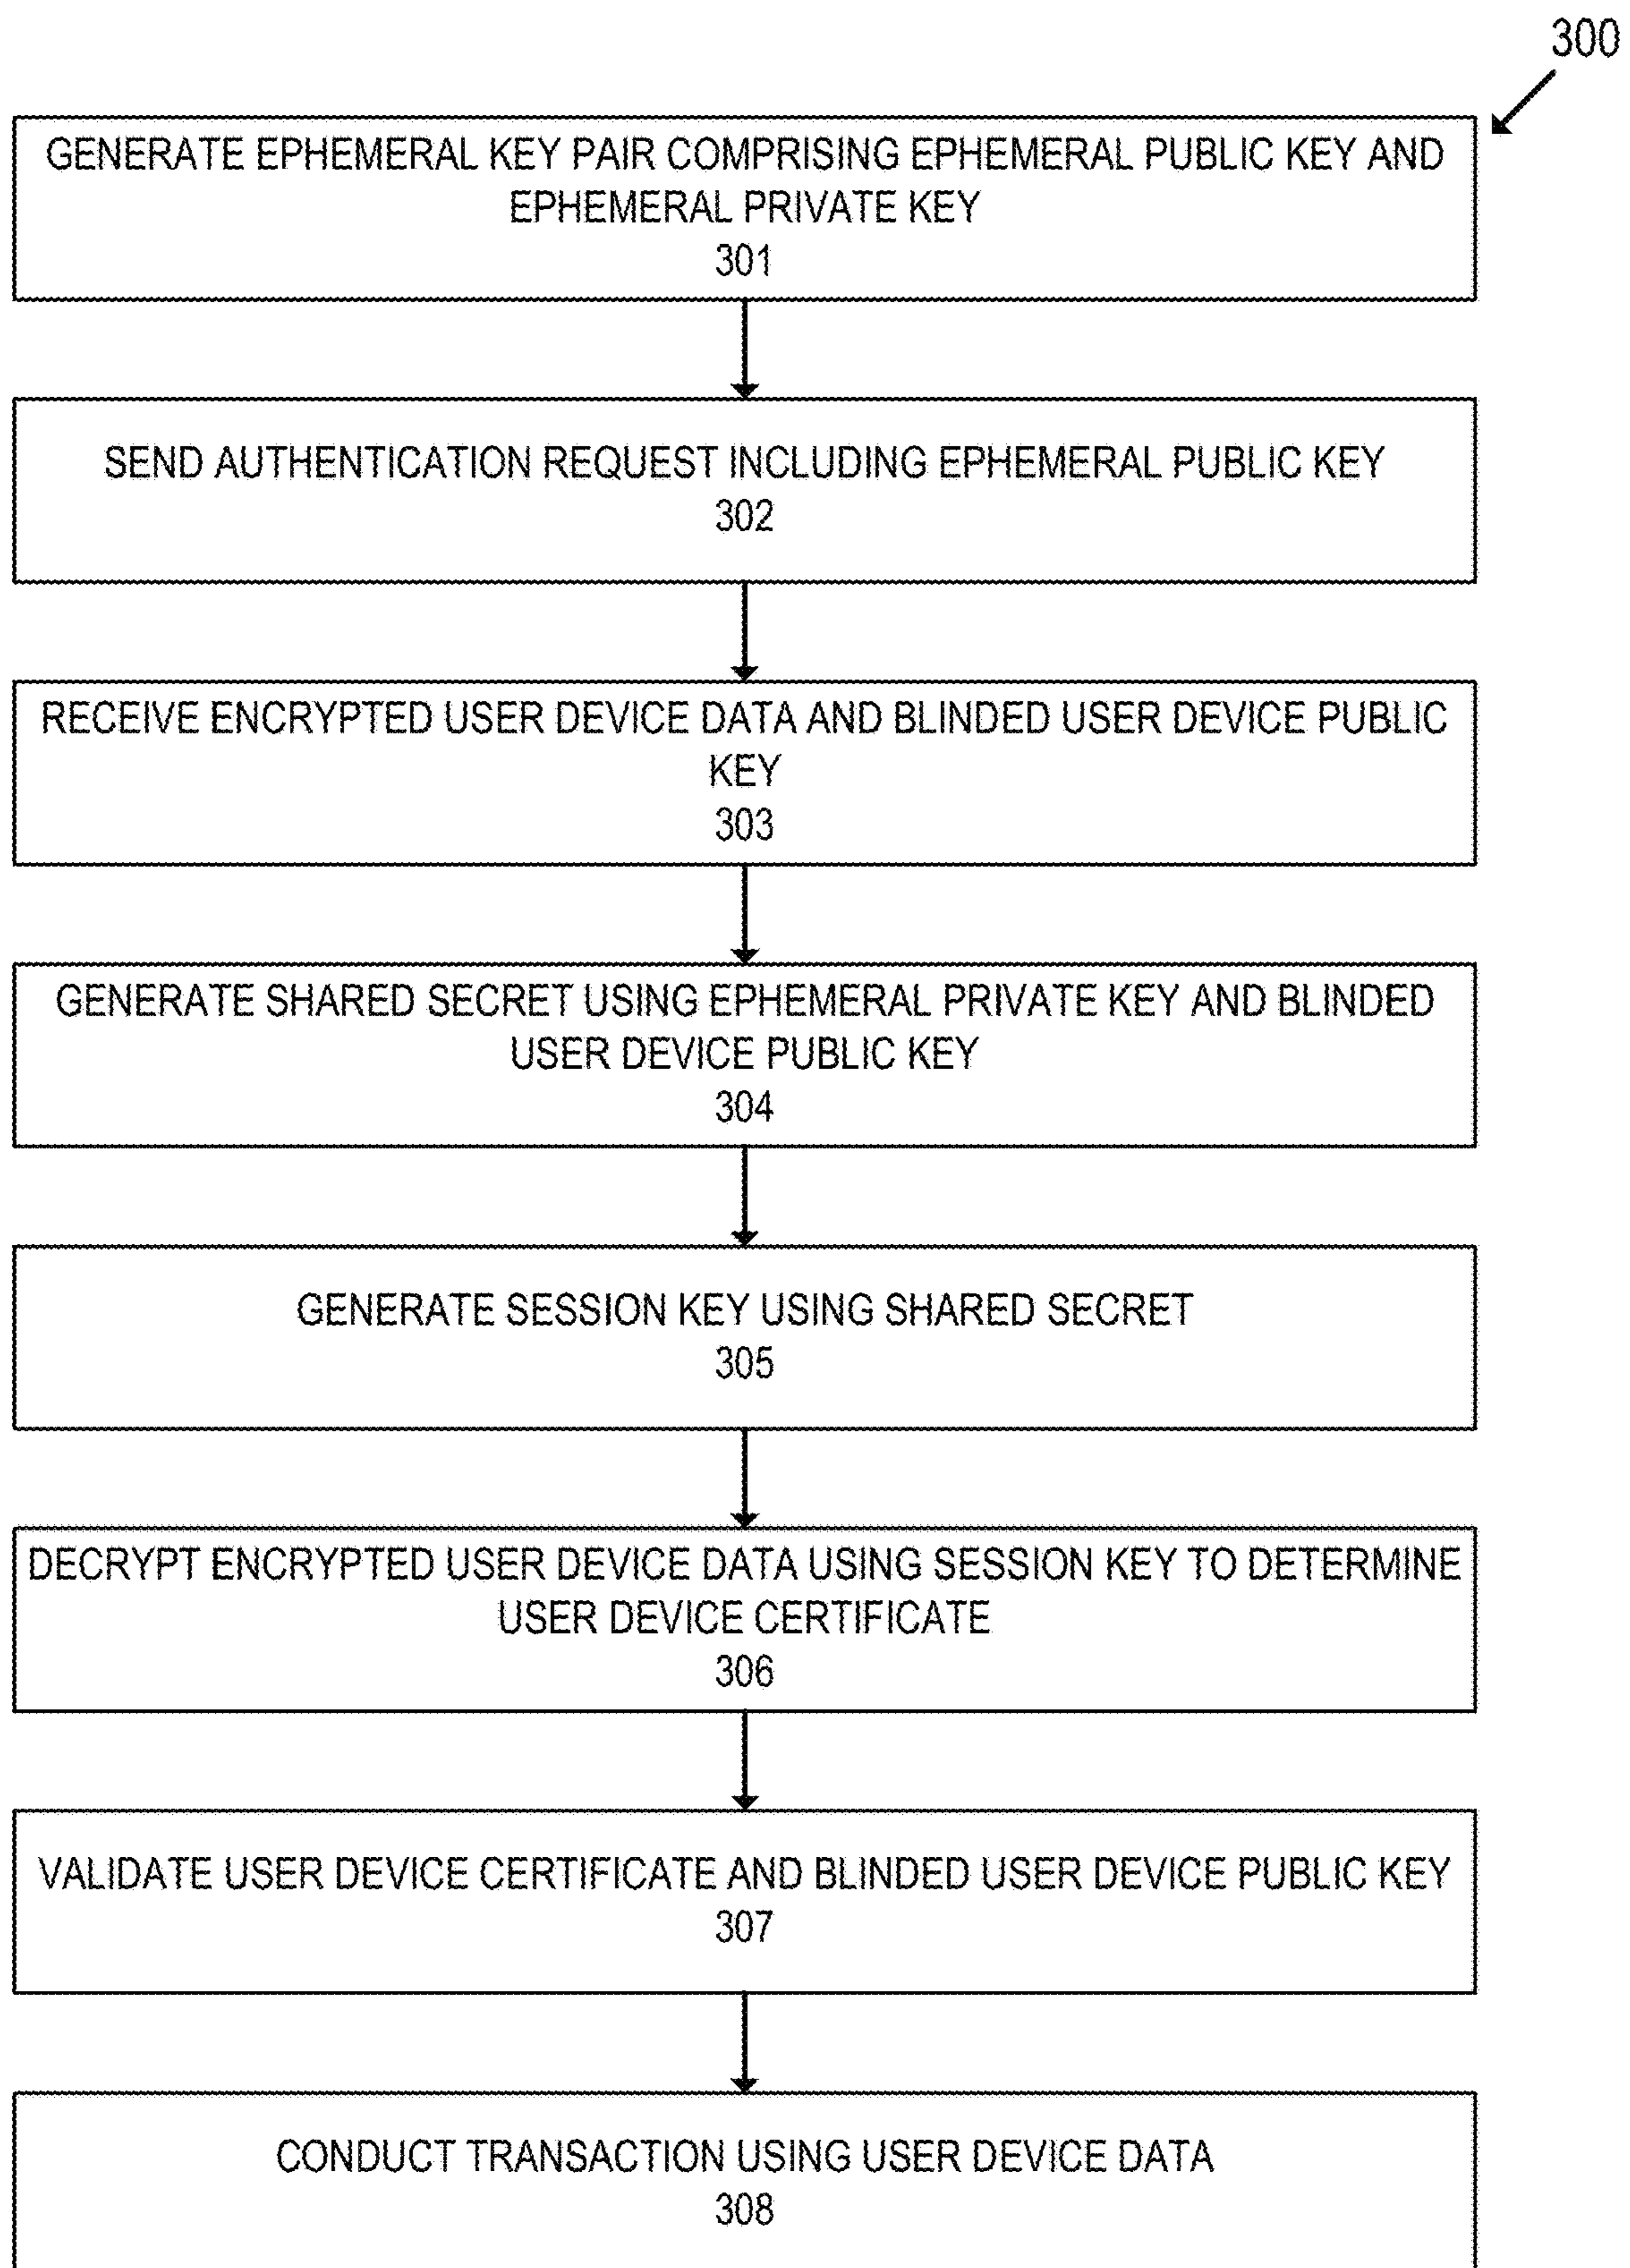 300
GENERATE EPHEMERAL KEY PAIR COMPRISING EPHEMERAL PUBLIC KEY AND
EPHEMERAL PRIVATE KEY
301
SEND AUTHENTICATION REQUEST INCLUDING EPHEMERAL PUBLIC KEY
302
RECEIVE ENCRYPTED USER DEVICE DATA AND BLINDED USER DEVICE PUBLIC
KEY
303
GENERATE SHARED SECRET USING EPHEMERAL PRIVATE KEY AND BLINDED
USER DEVICE PUBLIC KEY
304
GENERATE SESSION KEY USING SHARED SECRET
305
DECRYPT ENCRYPTED USER DEVICE DATA USING SESSION KEY TO DETERMINE
USER DEVICE CERTIFICATE
306
VALIDATE USER DEVICE CERTIFICATE AND BLINDED USER DEVICE PUBLIC KEY
307
CONDUCT TRANSACTION USING USER DEVICE DATA
308